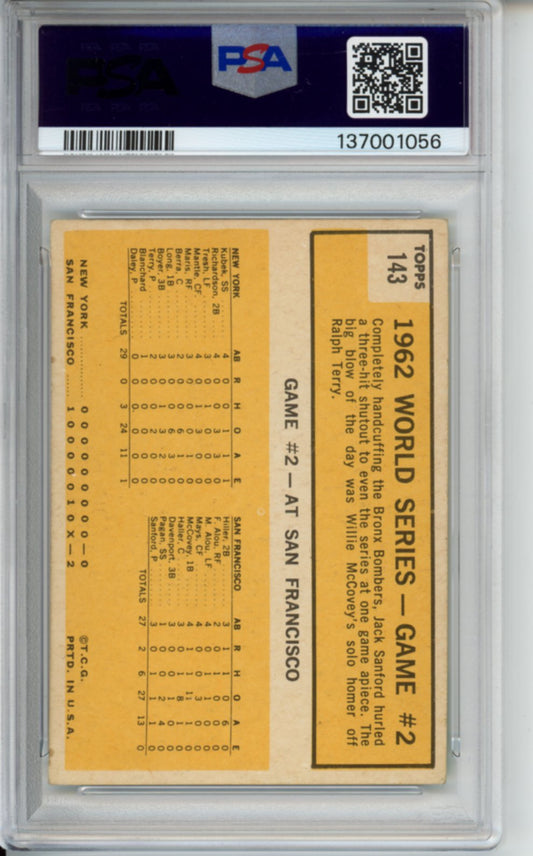 PSA
137001056
TOPPS
143
1962 WORLD SERIES — GAME #2
Completely handcuffing the Bronx Bombers, Jack Sanford hurled
a three-hit shutout to even the series at one game apiece. The
big blow of the day was Willie McCovey's solo homer off
Ralph Terry.
GAME #2 — AT SAN FRANCISCO
NEW YORK AB R H O A E
Kubek, SS
Richardson, 2B
Tresh, LF
Mantle, CF
Maris, RF
Berra, C
Long, 1B
Boyer, 3B
Terry, P
Blanchard
Daley, P
TOTALS 29 0 3 24 11 1
SAN FRANCISCO AB R H O A E
Hiller, 2B
F. Alou, RF
M. Alou, LF
Mays, CF
McCovey, 1B
Haller, C
Davenport, 3B
Pagan, SS
Sanford, P
TOTALS 27 2 6 27 13 0
NEW YORK 0 0 0 0 0 0 0 0 0—0
SAN FRANCISCO 1 0 0 0 0 0 1 0 X—2
©T.C.G.
PRTD. IN U.S.A.